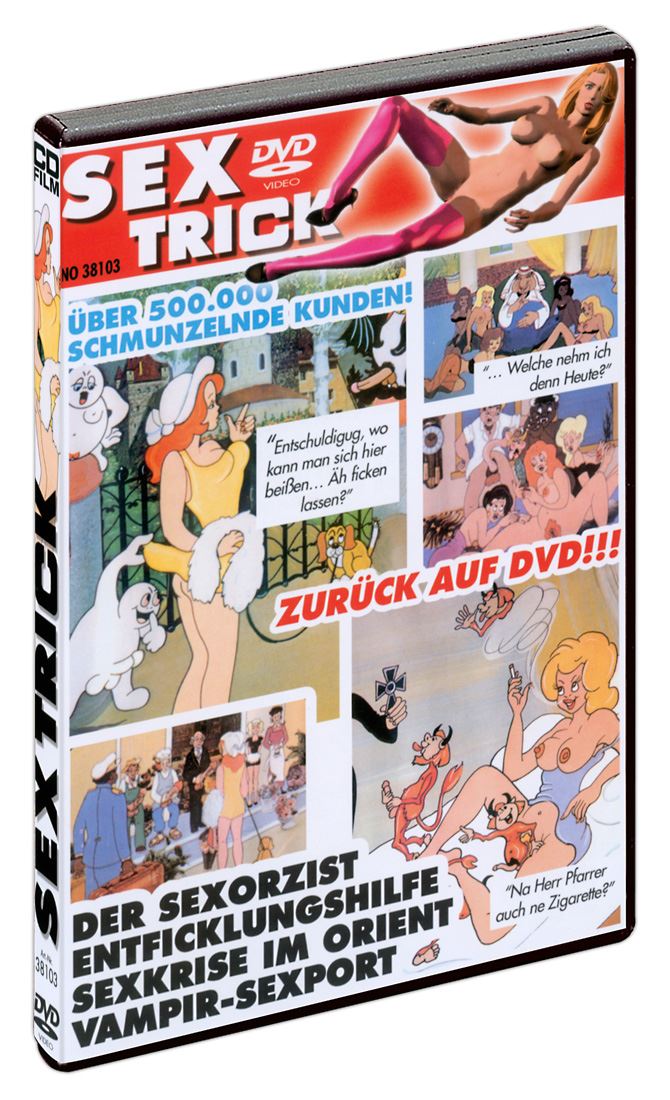 SEX
DVD
VIDEO
TRICK
NO 38103
ÜBER 500.000
SCHMUNZELNDE KUNDEN!
"... Welche nehm ich
denn Heute?"
"Entschuldigug, wo
kann man sich hier
beißen... Äh ficken
lassen?"
ZURÜCK AUF DVD!!!
"Na Herr Pfarrer
auch ne Zigarette?"
DER SEXORZIST
ENTFICKLUNGSHILFE
SEXKRISE IM ORIENT
VAMPIR-SEXPORT
CD
FILM
SEX TRICK
Art.Nr.
38103
DVD
VIDEO